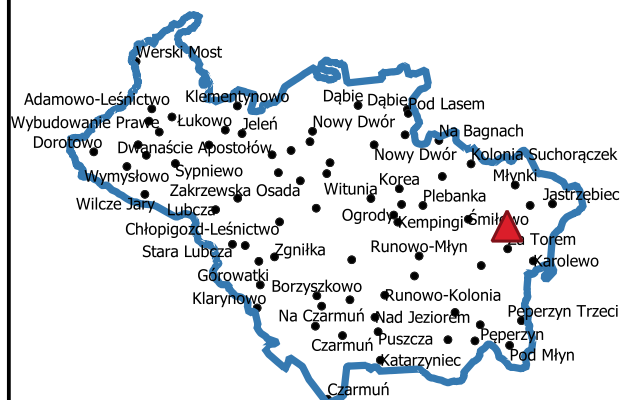 Werski Most
Adamowo-Leśnictwo
Klementynowo
Dąbie
Dąbie
Pod Lasem
Wybudowanie Prawe
Łukowo
Jeleń
Nowy Dwór
Na Bagnach
Dorotowo
Dwanaście Apostołów
Nowy Dwór
Kolonia Suchorączek
Wymysłowo
Sypniewo
Korea
Młynki
Zakrzewska Osada
Witunia
Plebanka
Jastrzębiec
Wilcze Jary
Lubcza
Ogrody
Kempingi
Śmiłowo
Chłopigozd-Leśnictwo
Za Torem
Stara Lubcza
Zgniłka
Runowo-Młyn
Karolewo
Górowatki
Borzyszkowo
Klarynowo
Runowo-Kolonia
Na Czarmuń
Nad Jeziorem
Pęperzyn Trzeci
Czarmuń
Puszcza
Pęperzyn
Katarzyniec
Pod Młyn
Czarmuń